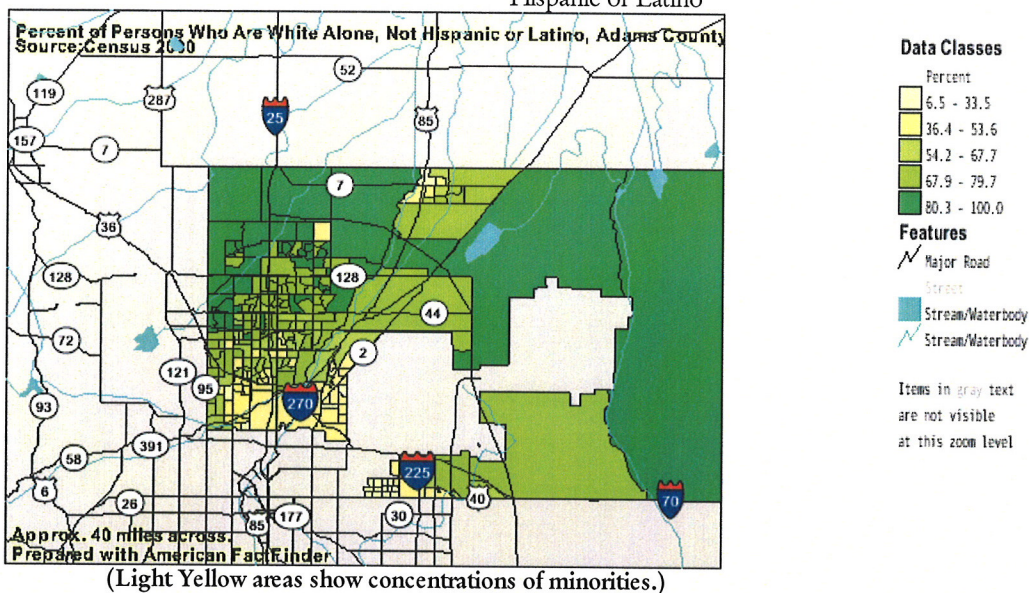 Hispanic or Latino
Percent of Persons Who Are White Alone, Not Hispanic or Latino, Adams County
Source:Census 2000
52
119
287
25
85
157
7
7
36
128
128
44
72
2
121
95
270
93
391
58
225
6
40
70
26
85
177
30
Approx. 40 miles across.
Prepared with American FactFinder
(Light Yellow areas show concentrations of minorities.)
Data Classes
Percent
6.5 - 33.5
36.4 - 53.6
54.2 - 67.7
67.9 - 79.7
80.3 - 100.0
Features
Major Road
Street
Stream/Waterbody
Stream/Waterbody
Items in gray text
are not visible
at this zoom level